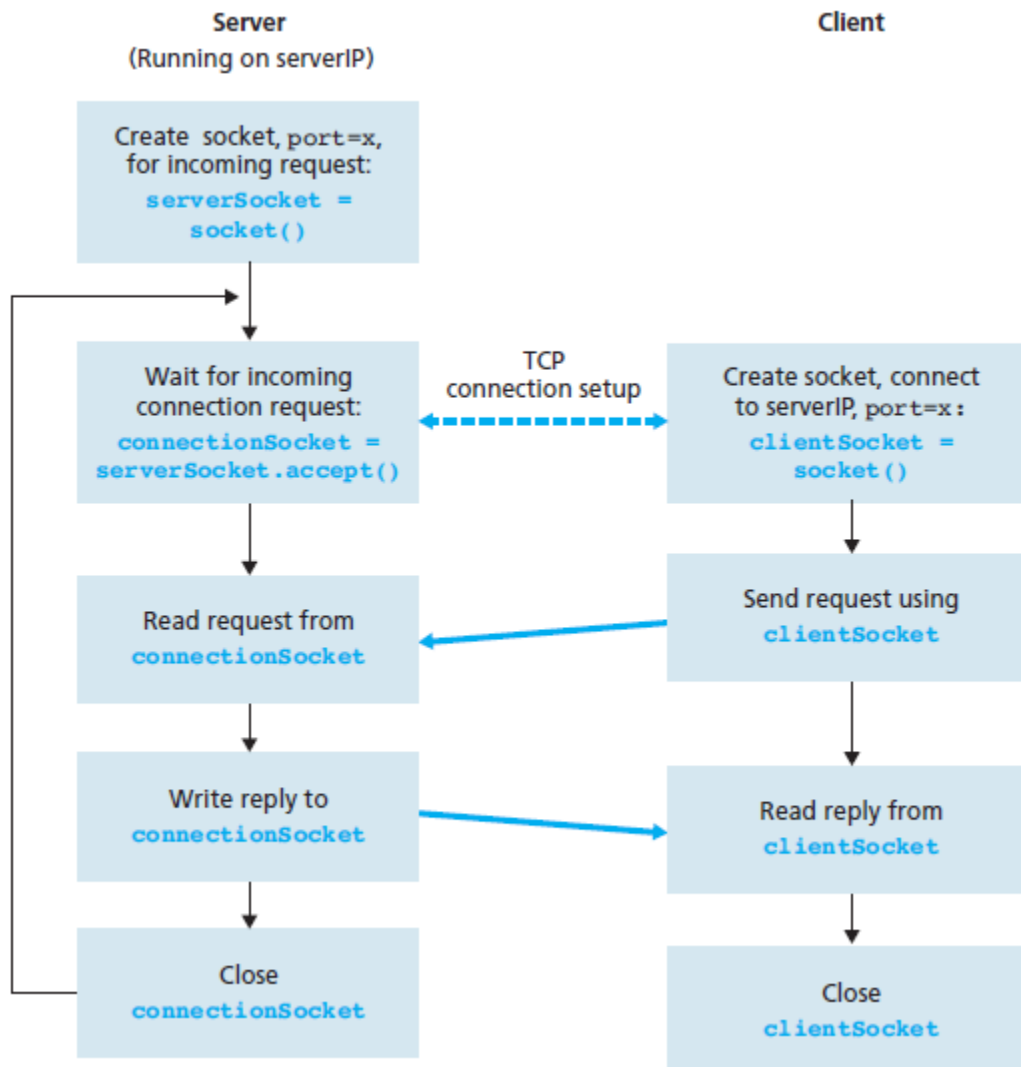 Server
(Running on serverIP)
Client
Create socket, port=x,
for incoming request:
serverSocket =
socket()
Wait for incoming
connection request:
connectionSocket =
serverSocket.accept()
TCP
connection setup
Create socket, connect
to serverIP, port=x:
clientSocket =
socket()
Read request from
connectionSocket
Send request using
clientSocket
Write reply to
connectionSocket
Read reply from
clientSocket
Close
connectionSocket
Close
clientSocket